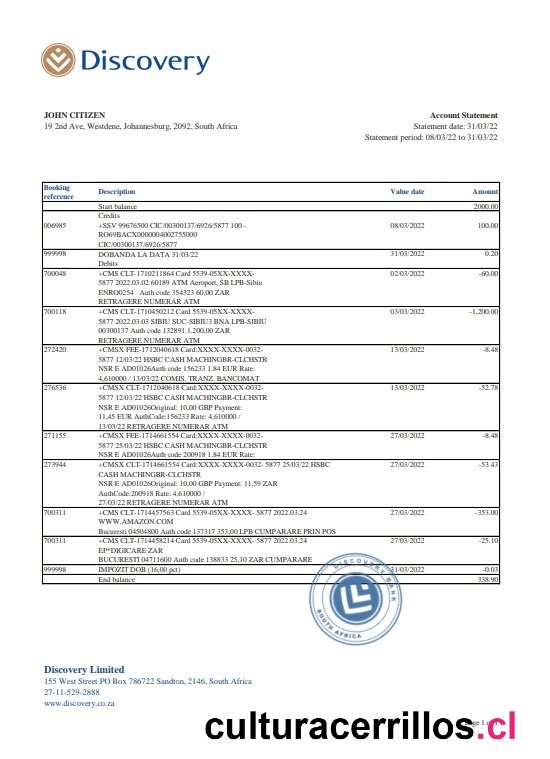 Discovery
JOHN CITIZEN
Account Statement
19 2nd Ave, Westdene, Johannesburg, 2092, South Africa
Statement date: 31/03/22
Statement period: 08/03/22 to 31/03/22
Booking reference Description Value date Amount
Start balance 2000.00
Credits
006985 +SSV 99676500 CIC/00300137/6926/5877 100 - 08/03/2022 100.00
RO69BACX0000004002755000
CIC/00300137/6926/5877
999998 DOBANDA LA DATA 31/03/22 31/03/2022 0.20
Debits
700048 +CMS CLT-1710211864 Card 5539-05XX-XXXX- 02/03/2022 -60.00
5877 2022.03.02 60189 ATM Aeroport, SB LPB-Sibiu
ENRO0254 Auth code 354323 60,00 ZAR
RETRAGERE NUMERAR ATM
700118 +CMS CLT-1710450212 Card 5539-05XX-XXXX- 03/03/2022 -1,200.00
5877 2022.03.03 SIBIU SUC-SIBIU3 BNA LPB-SIBIU
00300137 Auth code 132891 1.200,00 ZAR
RETRAGERE NUMERAR ATM
272420 +CMSX FEE-1712040618 Card:XXXX-XXXX-0032- 13/03/2022 -8.48
5877 12/03/22 HSBC CASH MACHINGBR-CLCHSTR
NSR E AD01026Auth code 156233 1.84 EUR Rate:
4,610000 / 13/03/22 COMIS. TRANZ. BANCOMAT
276536 +CMSX CLT-1712040618 Card:XXXX-XXXX-0032- 13/03/2022 -52.78
5877 12/03/22 HSBC CASH MACHINGBR-CLCHSTR
NSR E AD01026Original: 10,00 GBP Payment:
11,45 EUR AuthCode:156233 Rate: 4,610000 /
13/03/22 RETRAGERE NUMERAR ATM
271155 +CMSX FEE-1714661554 Card:XXXX-XXXX-0032- 27/03/2022 -8.48
5877 25/03/22 HSBC CASH MACHINGBR-CLCHSTR
NSR E AD01026Auth code 200918 1.84 EUR Rate:
273944 +CMSX CLT-1714661554 Card:XXXX-XXXX-0032- 5877 25/03/22 HSBC 27/03/2022 -53.43
CASH MACHINGBR-CLCHSTR
NSR E AD01026Original: 10,00 GBP Payment: 11,59 ZAR
AuthCode:200918 Rate: 4,610000 /
27/03/22 RETRAGERE NUMERAR ATM
700311 +CMS CLT-1714457563 Card 5539-05XX-XXXX- 5877 2022.03.24 27/03/2022 -353.00
WWW.AMAZON.COM
Bucuresti 04504800 Auth code 137317 353,00 LPB CUMPARARE PRIN POS
700311 +CMS CLT-1714458214 Card 5539-05XX-XXXX- 5877 2022.03.24 27/03/2022 -25.10
EP*DIGICARE ZAR
BUCURESTI 04711600 Auth code 138833 25,10 ZAR CUMPARARE
999998 IMPOZIT DOB (16,00 pct) 31/03/2022 -0.03
End balance 338.90
DISCOVERY BANK
SOUTH AFRICA
Discovery Limited
155 West Street PO Box 786722 Sandton, 2146, South Africa
27-11-529-2888
www.discovery.co.za
culturacerrillos.cl